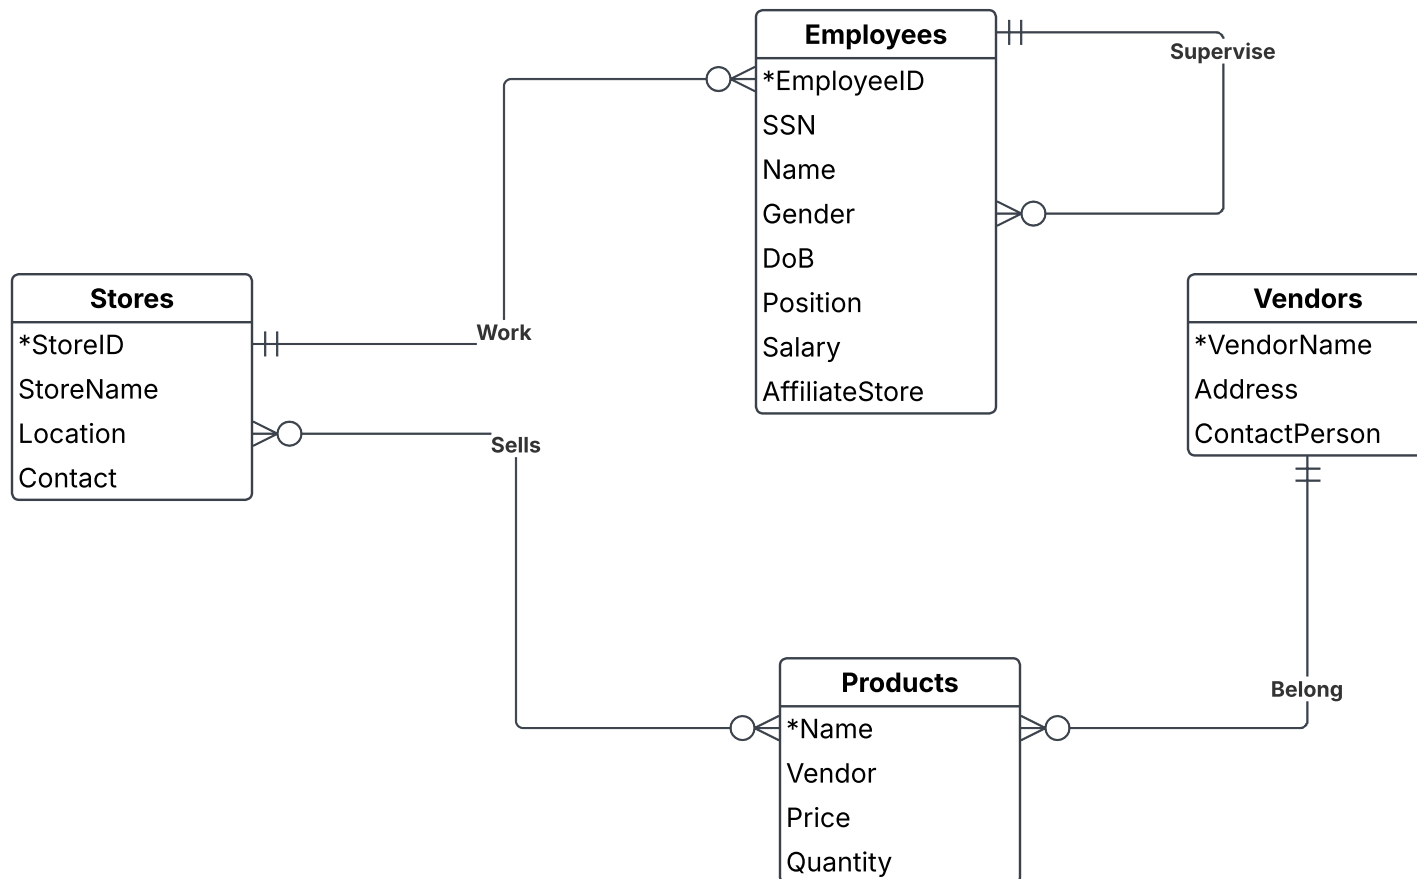 Employees
*EmployeeID
SSN
Name
Gender
DoB
Position
Salary
AffiliateStore
Supervise
Stores
*StoreID
StoreName
Location
Contact
Work
Sells
Vendors
*VendorName
Address
ContactPerson
Belong
Products
*Name
Vendor
Price
Quantity